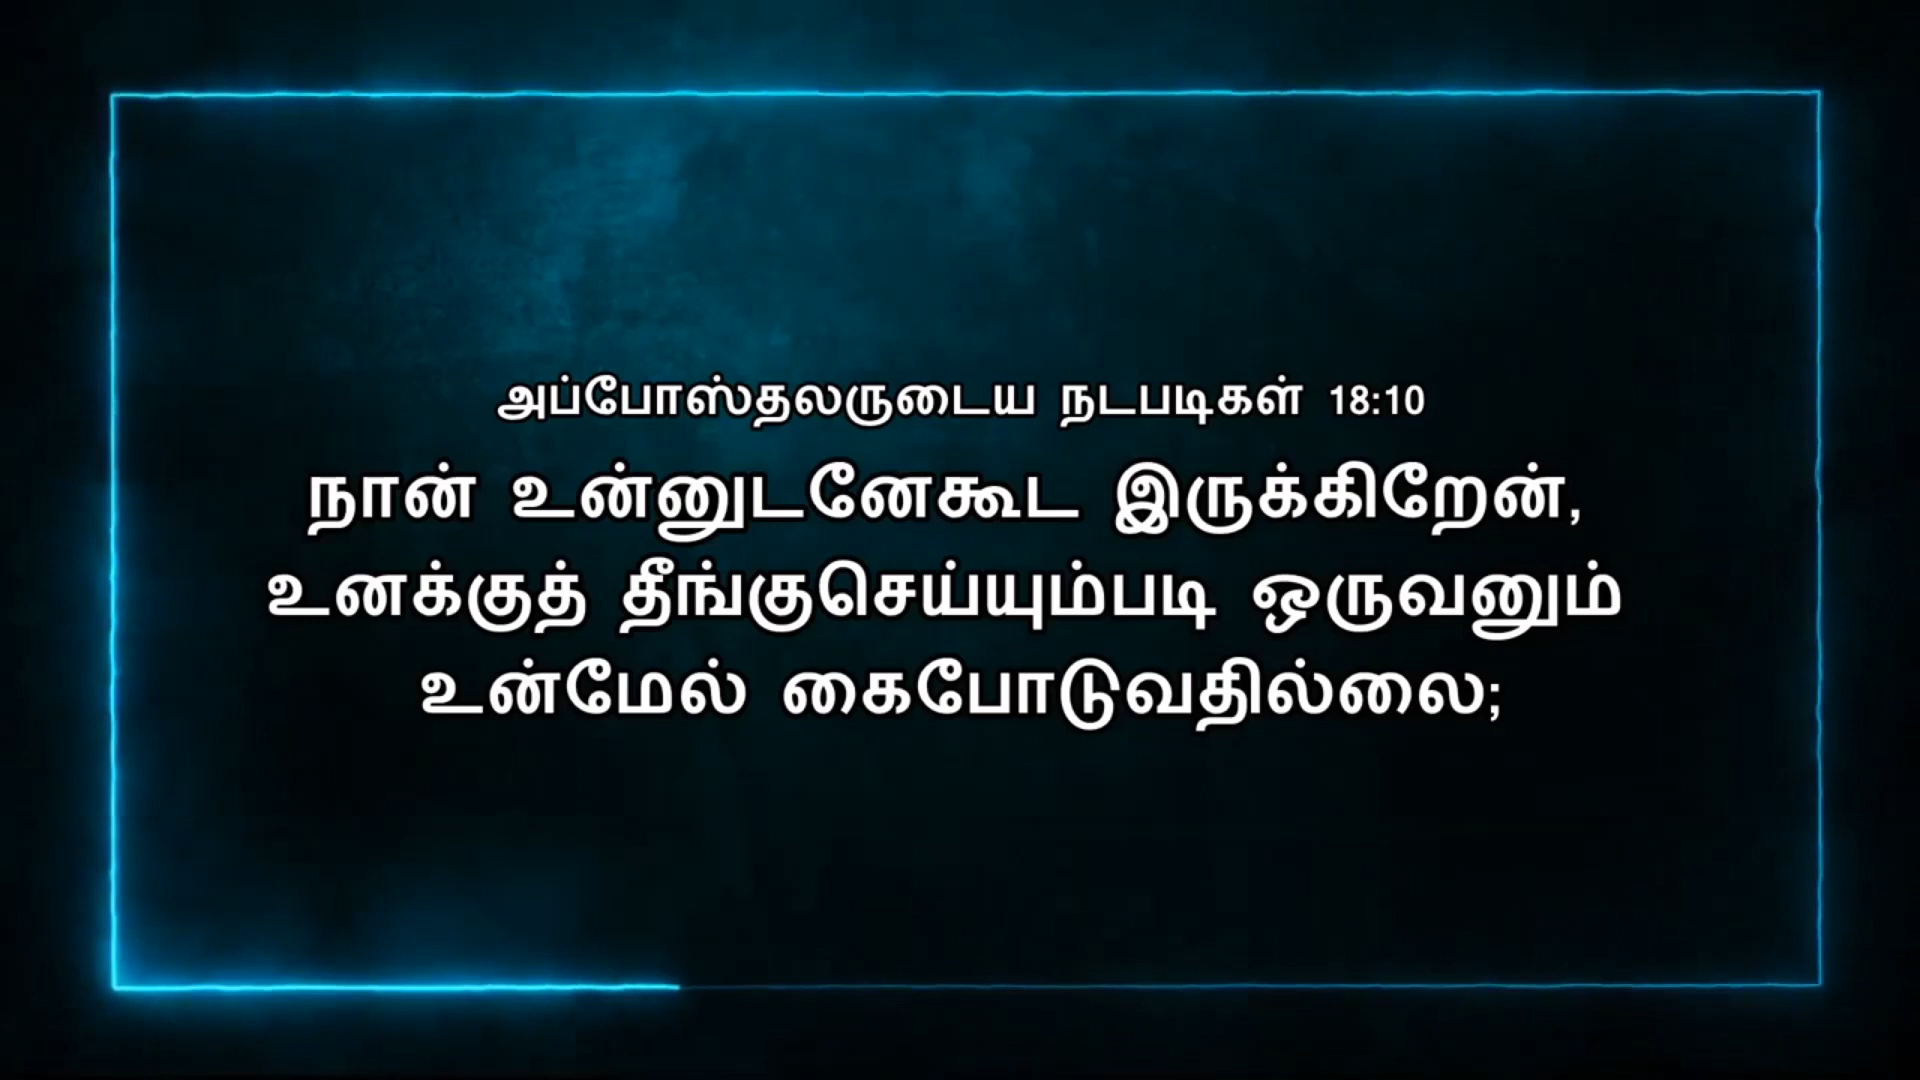 அப்போஸ்தலருடைய நடபடிகள் 18:10
நான் உன்னுடனேகூட இருக்கிறேன்,
உனக்குத் தீங்குசெய்யும்படி ஒருவனும்
உன்மேல் கைபோடுவதில்லை;